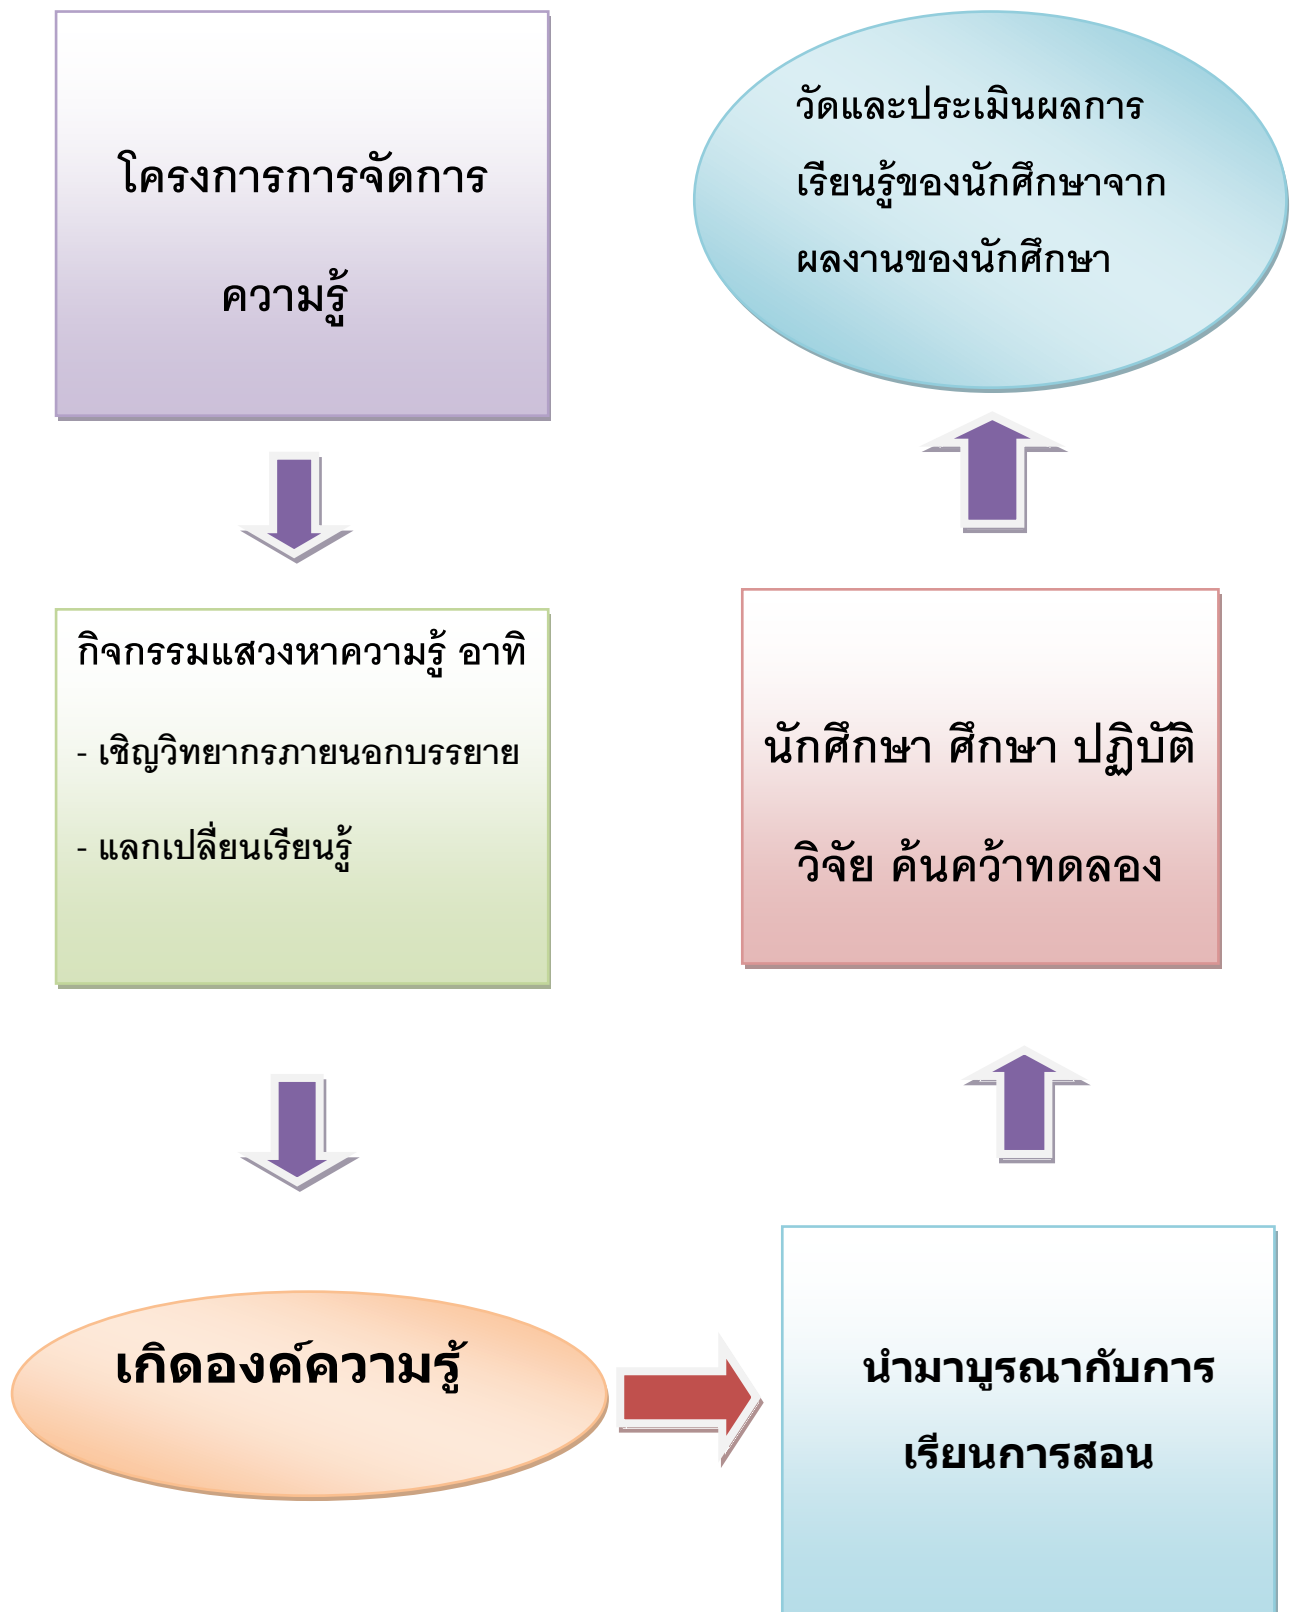 โครงการการจัดการ
ความรู้
กิจกรรมแสวงหาความรู้ อาทิ
- เชิญวิทยากรภายนอกบรรยาย
- แลกเปลี่ยนเรียนรู้
เกิดองค์ความรู้
นำมาบูรณากับการ
เรียนการสอน
นักศึกษา ศึกษา ปฏิบัติ
วิจัย ค้นคว้าทดลอง
วัดและประเมินผลการ
เรียนรู้ของนักศึกษาจาก
ผลงานของนักศึกษา